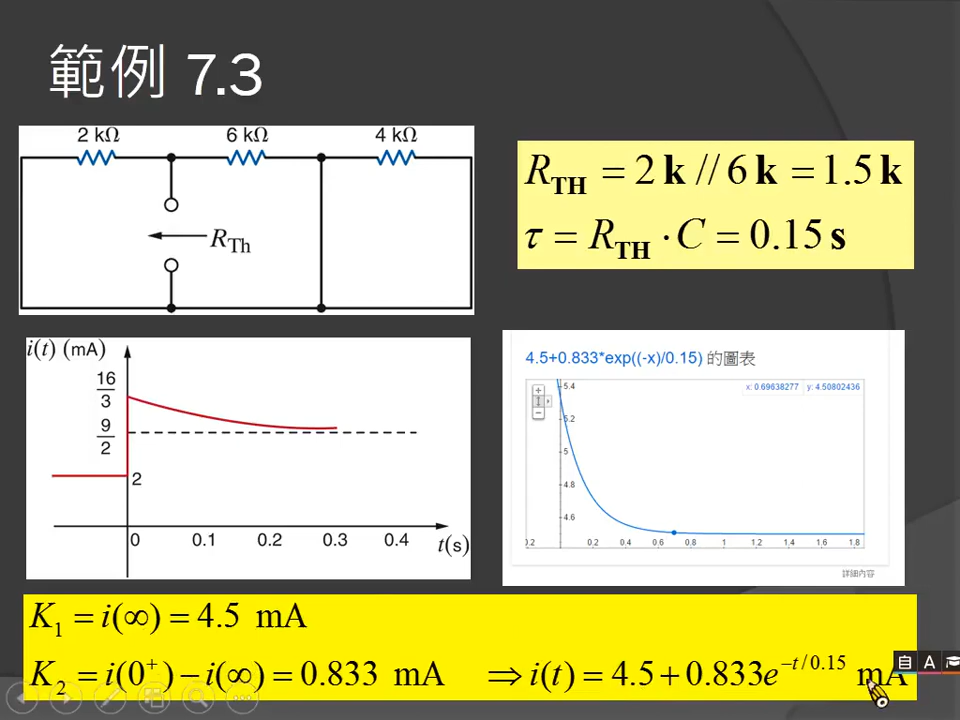 範例 7.3
2 kΩ 6 kΩ 4 kΩ
R_Th
R_TH = 2 k // 6 k = 1.5 k
τ = R_TH · C = 0.15 s
i(t) (mA)
16/3
9/2
2
0 0.1 0.2 0.3 0.4 t(s)
4.5+0.833*exp((-x)/0.15) 的圖表
x: 0.69638277 y: 4.50802436
5.4
5.2
5
4.8
4.6
0.2 0.2 0.4 0.6 0.8 1 1.2 1.4 1.6 1.8
詳細內容
K₁ = i(∞) = 4.5 mA
K₂ = i(0⁺) − i(∞) = 0.833 mA ⇒ i(t) = 4.5 + 0.833e^(−t/0.15) mA
自 A